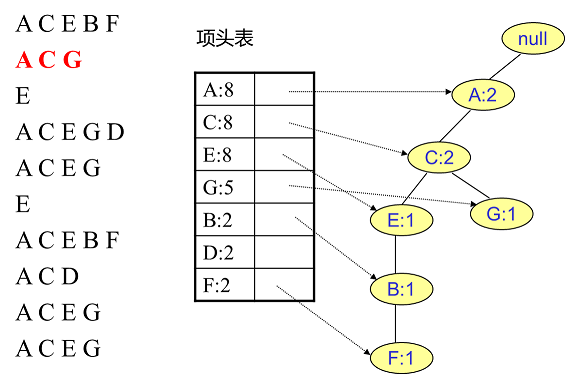 A C E B F
A C G
E
A C E G D
A C E G
E
A C E B F
A C D
A C E G
A C E G
项头表
A:8
C:8
E:8
G:5
B:2
D:2
F:2
null
A:2
C:2
E:1
G:1
B:1
F:1